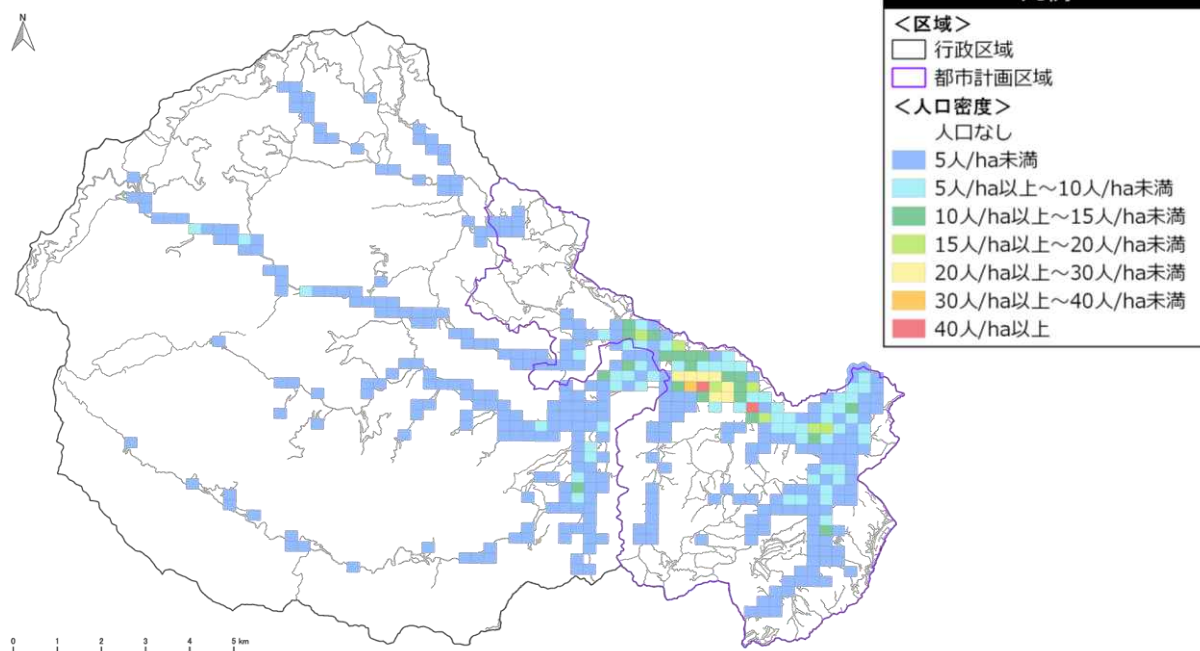 N
＜区域＞
行政区域
都市計画区域
＜人口密度＞
人口なし
5人/ha未満
5人/ha以上～10人/ha未満
10人/ha以上～15人/ha未満
15人/ha以上～20人/ha未満
20人/ha以上～30人/ha未満
30人/ha以上～40人/ha未満
40人/ha以上
0 1 2 3 4 5 km